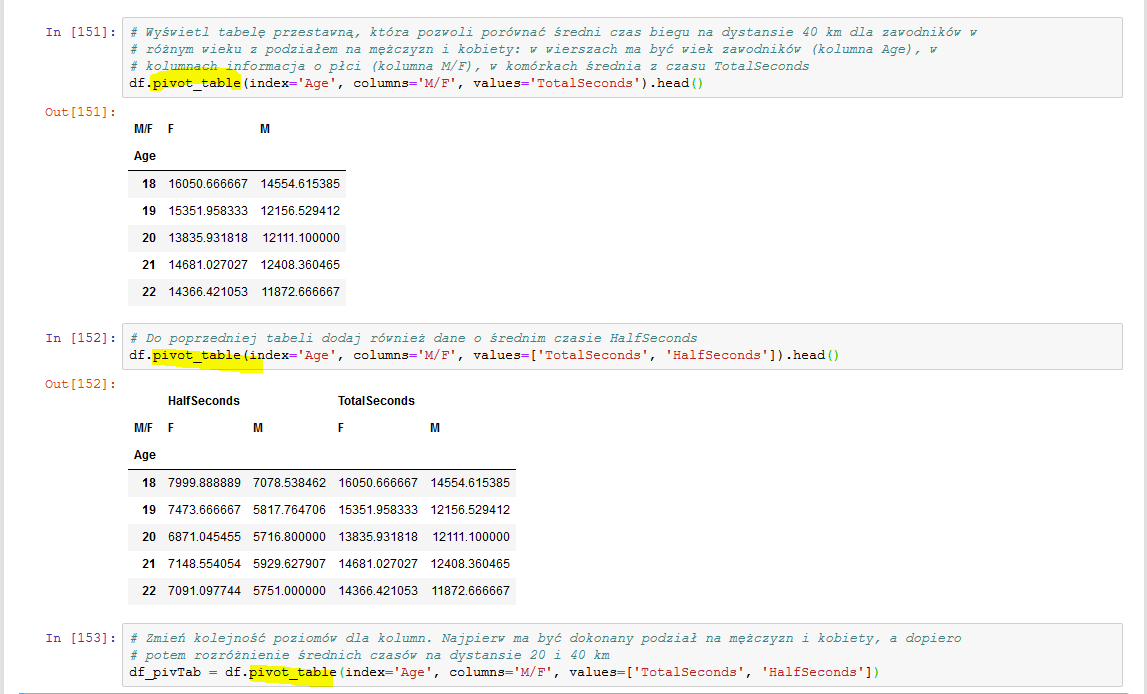 In [151]: # Wyświetl tabelę przestawną, która pozwoli porównać średni czas biegu na dystansie 40 km dla zawodników w
# różnym wieku z podziałem na mężczyzn i kobiety: w wierszach ma być wiek zawodników (kolumna Age), w
# kolumnach informacja o płci (kolumna M/F), w komórkach średnia z czasu TotalSeconds
df.pivot_table(index='Age', columns='M/F', values='TotalSeconds').head()
Out[151]:
M/F F M
Age
18 16050.666667 14554.615385
19 15351.958333 12156.529412
20 13835.931818 12111.100000
21 14681.027027 12408.360465
22 14366.421053 11872.666667
In [152]: # Do poprzedniej tabeli dodaj również dane o średnim czasie HalfSeconds
df.pivot_table(index='Age', columns='M/F', values=['TotalSeconds', 'HalfSeconds']).head()
Out[152]:
HalfSeconds TotalSeconds
M/F F M F M
Age
18 7999.888889 7078.538462 16050.666667 14554.615385
19 7473.666667 5817.764706 15351.958333 12156.529412
20 6871.045455 5716.800000 13835.931818 12111.100000
21 7148.554054 5929.627907 14681.027027 12408.360465
22 7091.097744 5751.000000 14366.421053 11872.666667
In [153]: # Zmień kolejność poziomów dla kolumn. Najpierw ma być dokonany podział na mężczyzn i kobiety, a dopiero
# potem rozróżnienie średnich czasów na dystansie 20 i 40 km
df_pivTab = df.pivot_table(index='Age', columns='M/F', values=['TotalSeconds', 'HalfSeconds'])